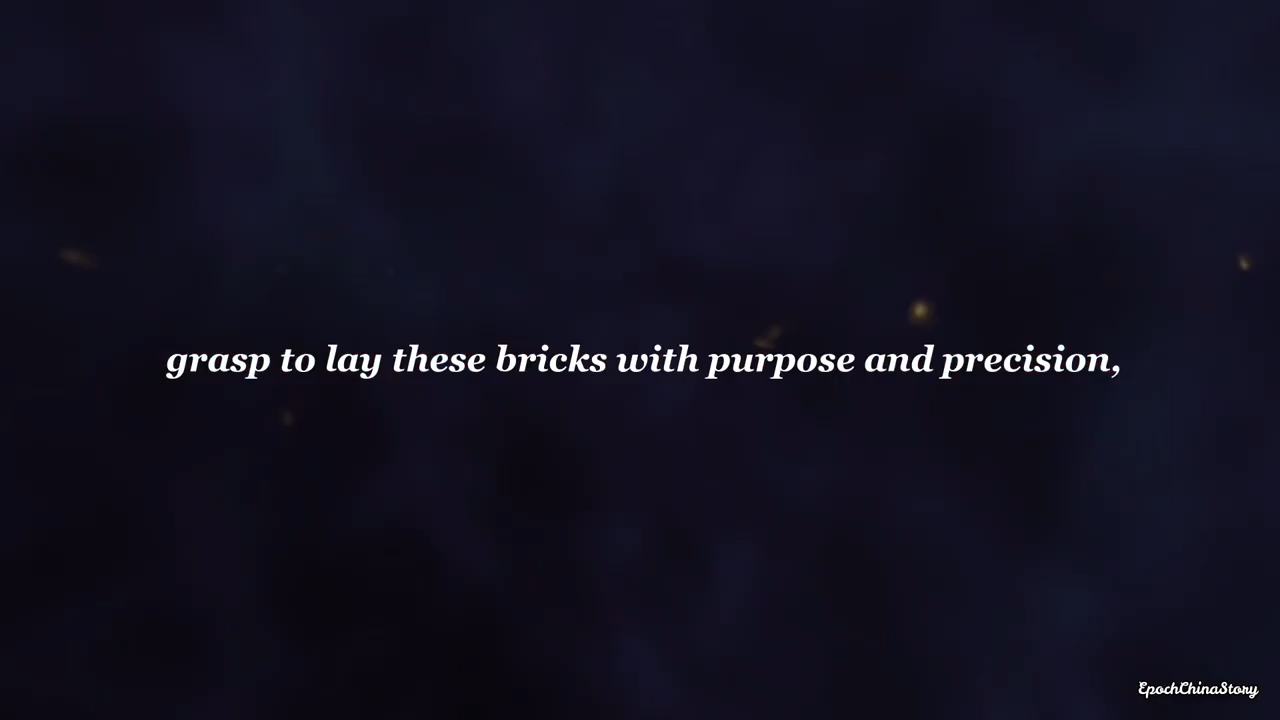 grasp to lay these bricks with purpose and precision,
EpochChinaStory